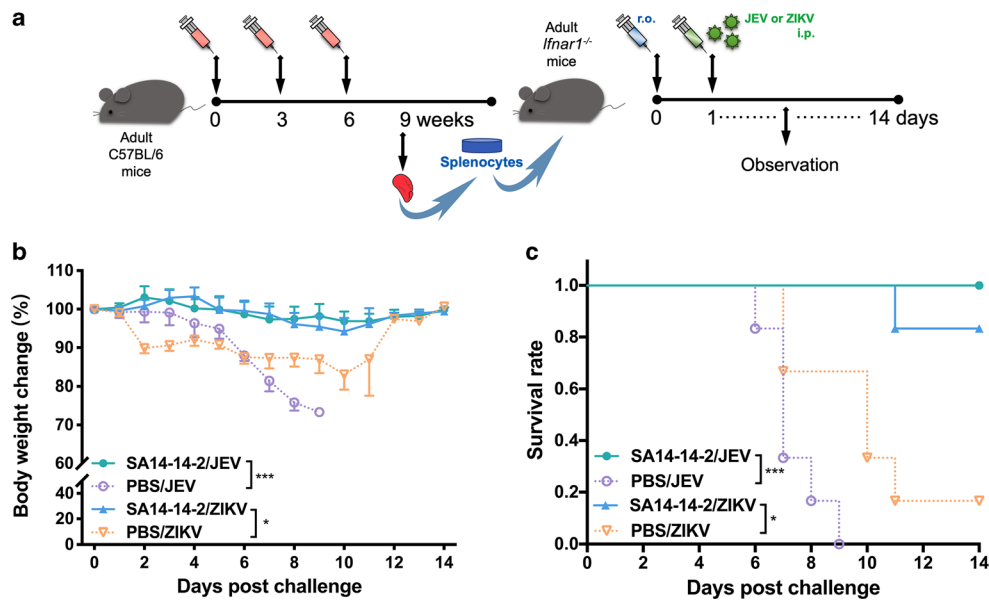 a
r.o.
JEV or ZIKV
i.p.
Adult
Ifnar1-/-
mice
Adult
C57BL/6
mice
0 3 6 9 weeks
Splenocytes
0 1 14 days
Observation
b
Body weight change (%)
110
100
90
80
70
60
40
20
0
SA14-14-2/JEV
PBS/JEV
***
SA14-14-2/ZIKV
PBS/ZIKV
*
0 2 4 6 8 10 12 14
Days post challenge
c
Survival rate
1.0
0.8
0.6
0.4
0.2
0.0
SA14-14-2/JEV
PBS/JEV
***
SA14-14-2/ZIKV
PBS/ZIKV
*
0 2 4 6 8 10 12 14
Days post challenge